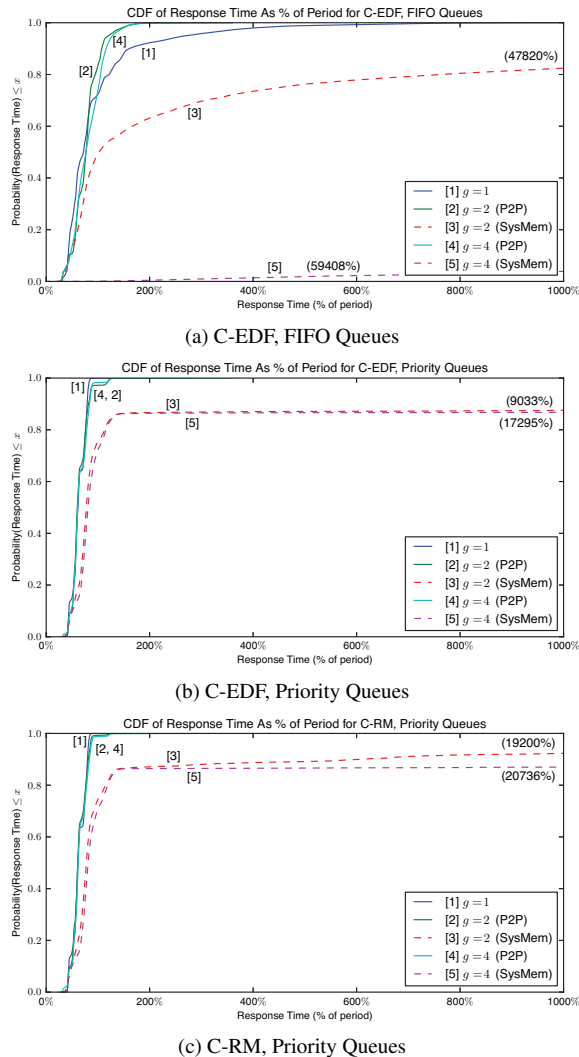 CDF of Response Time As % of Period for C-EDF, FIFO Queues
1.0
0.8
0.6
0.4
0.2
0.0
Probability(Response Time) ≤ x
[4]
[2]
[1]
(47820%)
[3]
[5]
(59408%)
[1] g = 1
[2] g = 2 (P2P)
[3] g = 2 (SysMem)
[4] g = 4 (P2P)
[5] g = 4 (SysMem)
0% 200% 400% 600% 800% 1000%
Response Time (% of period)
(a) C-EDF, FIFO Queues
CDF of Response Time As % of Period for C-EDF, Priority Queues
1.0
0.8
0.6
0.4
0.2
0.0
Probability(Response Time) ≤ x
[1]
[4, 2]
[3]
(9033%)
[5]
(17295%)
[1] g = 1
[2] g = 2 (P2P)
[3] g = 2 (SysMem)
[4] g = 4 (P2P)
[5] g = 4 (SysMem)
0% 200% 400% 600% 800% 1000%
Response Time (% of period)
(b) C-EDF, Priority Queues
CDF of Response Time As % of Period for C-RM, Priority Queues
1.0
0.8
0.6
0.4
0.2
0.0
Probability(Response Time) ≤ x
[1]
[2, 4]
[3]
(19200%)
[5]
(20736%)
[1] g = 1
[2] g = 2 (P2P)
[3] g = 2 (SysMem)
[4] g = 4 (P2P)
[5] g = 4 (SysMem)
0% 200% 400% 600% 800% 1000%
Response Time (% of period)
(c) C-RM, Priority Queues